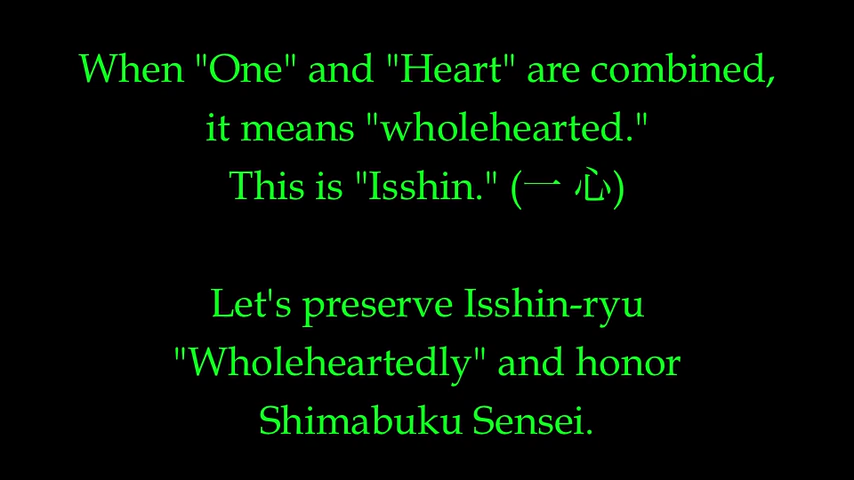 When "One" and "Heart" are combined,
it means "wholehearted."
This is "Isshin." (一 心)
Let's preserve Isshin-ryu
"Wholeheartedly" and honor
Shimabuku Sensei.